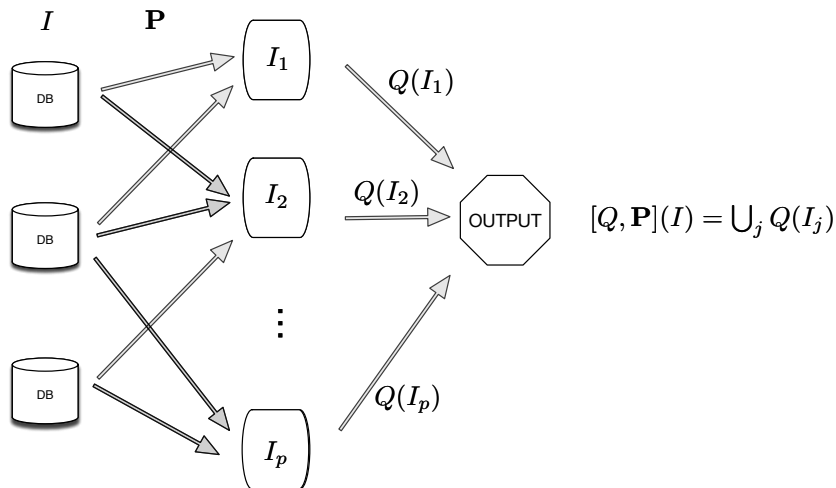 I
P
DB
DB
DB
I₁
I₂
⋮
Iₚ
Q(I₁)
Q(I₂)
Q(Iₚ)
OUTPUT
[Q, P](I) = ⋃ⱼ Q(Iⱼ)